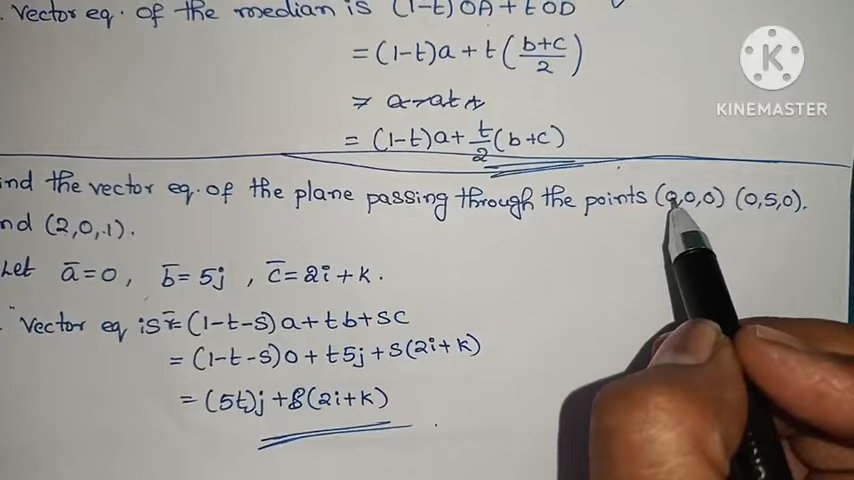 . Vector eq. of the median is (1-t)OA + tOD
= (1-t)a + t(b+c/2)
= (1-t)a + t/2(b+c)
KINEMASTER
ind the vector eq. of the plane passing through the points (0,0,0) (0,5,0).
nd (2,0,1).
Let a̅=0, b̅=5j, c̅=2i+k.
. Vector eq is r̅=(1-t-s)a+tb+sc
= (1-t-s)0+t5j+s(2i+k)
= (5t)j+s(2i+k)